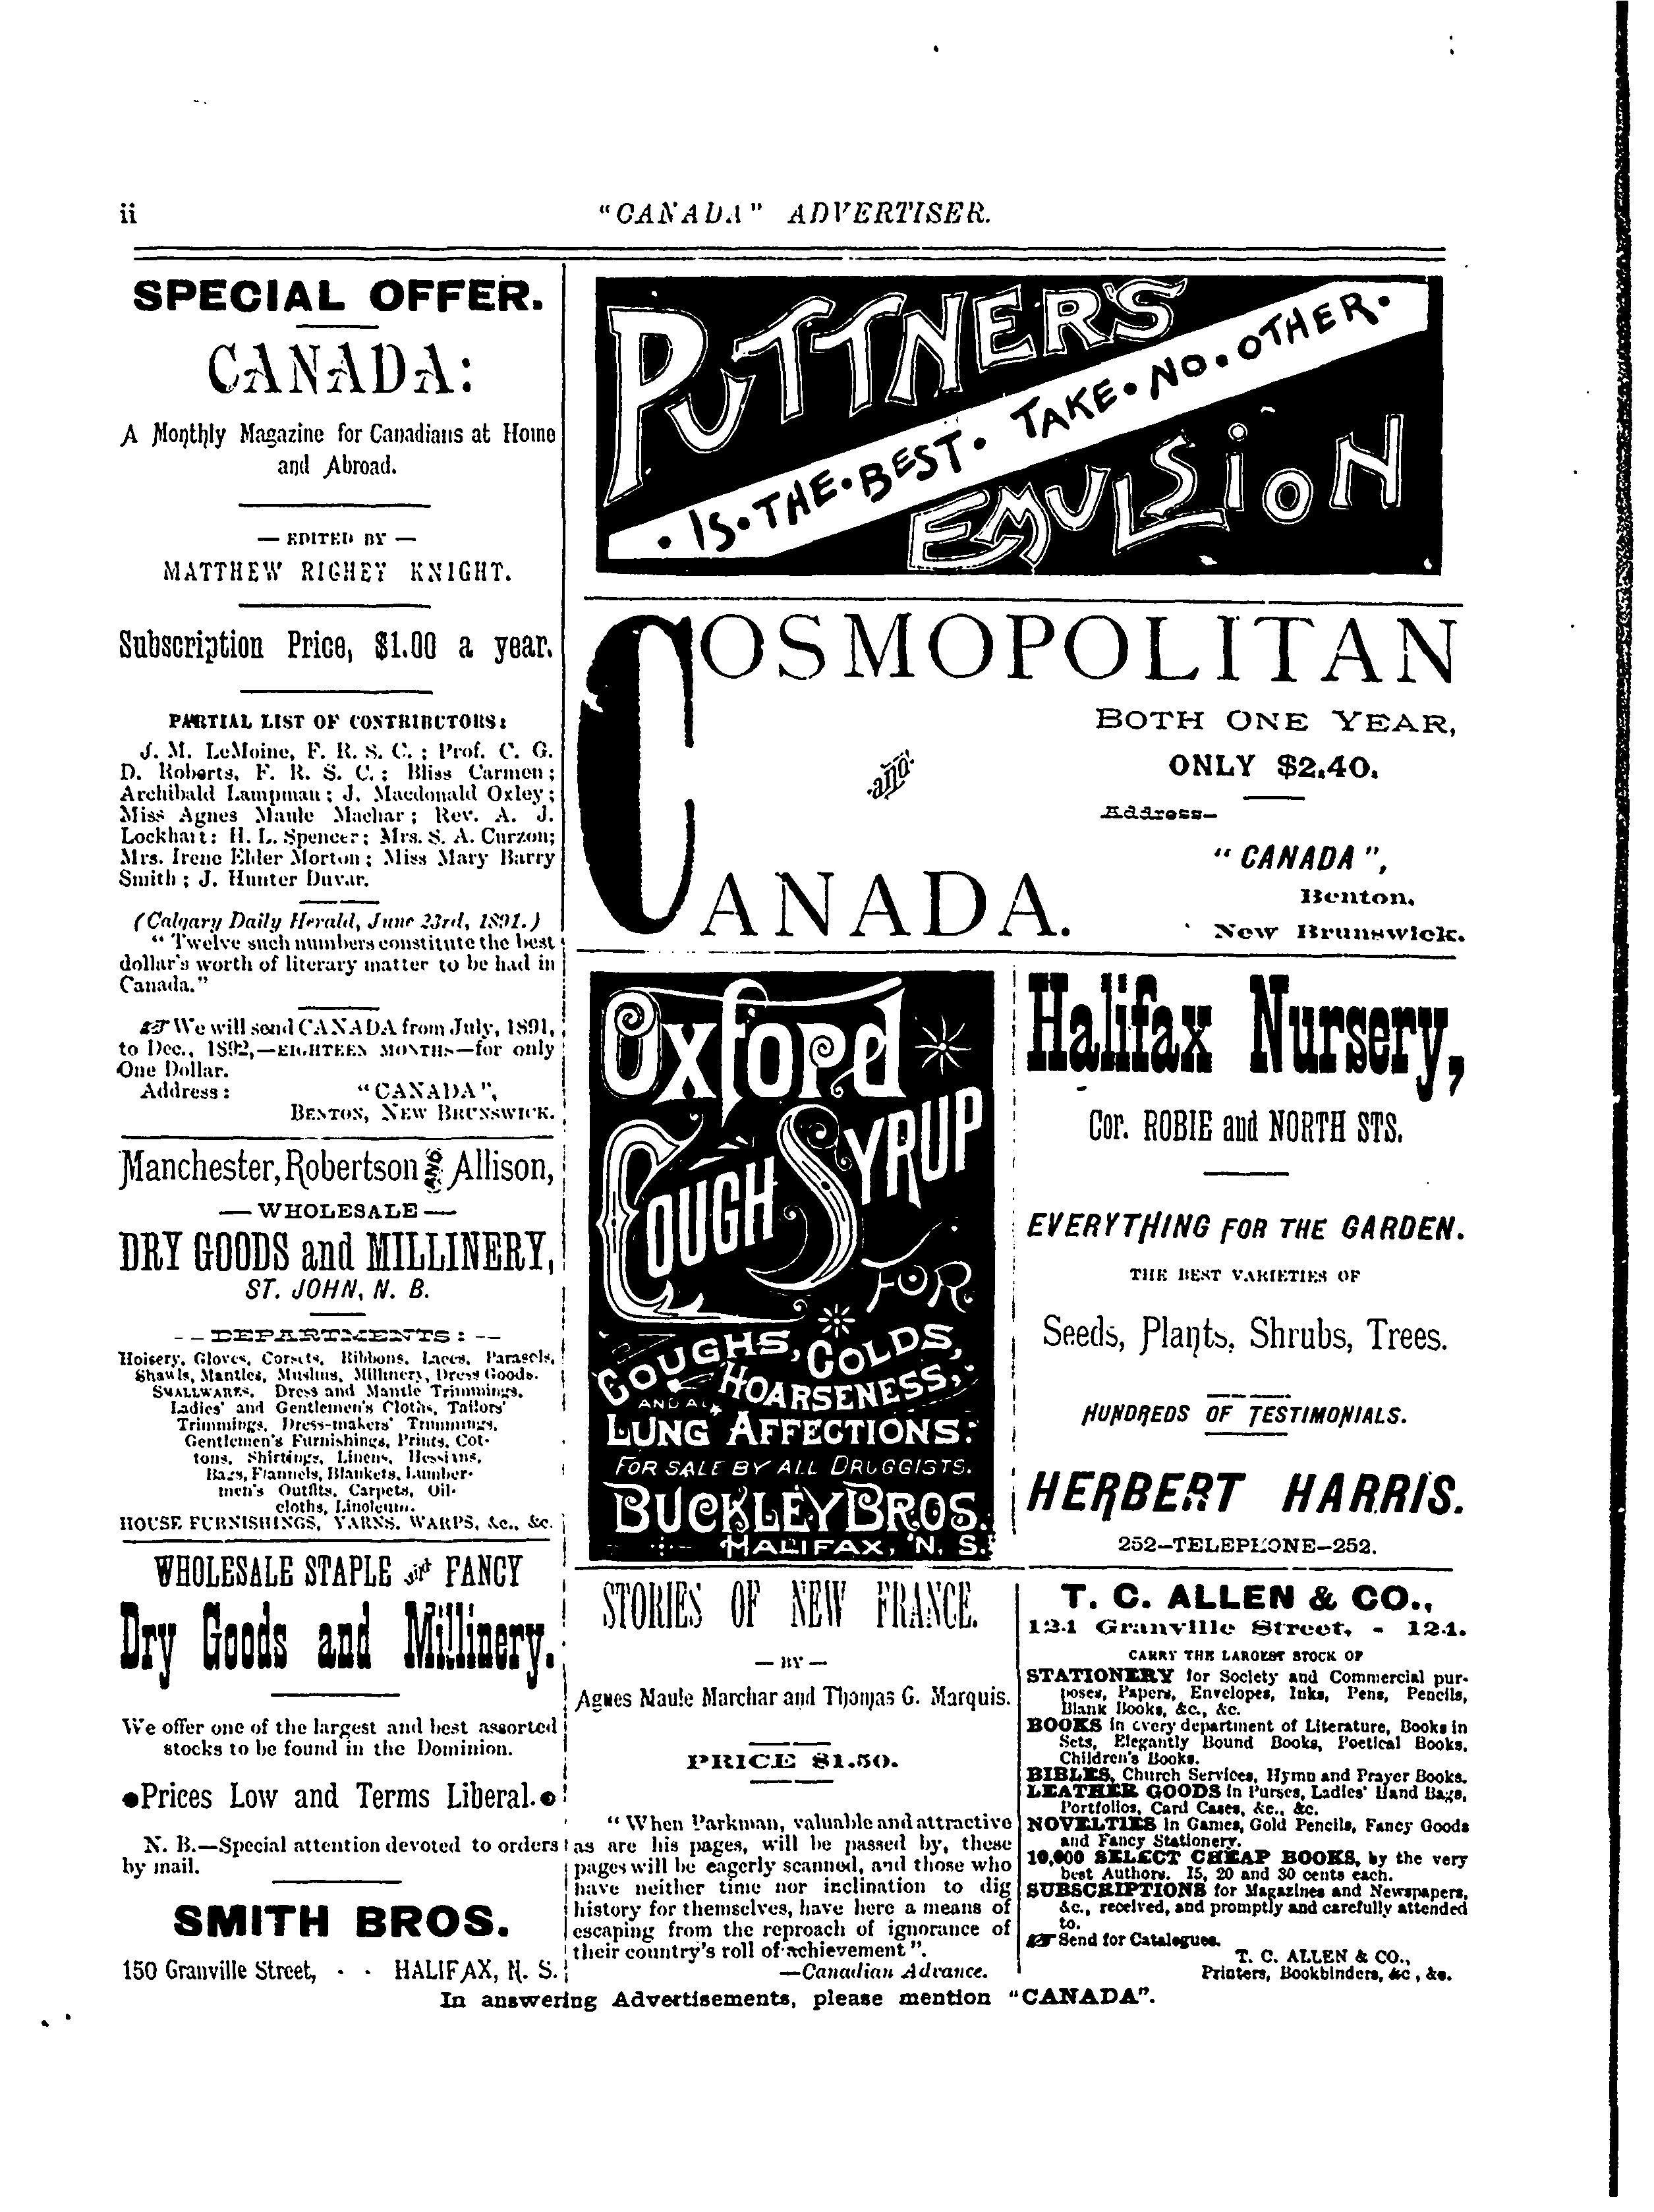 ii
"CANADA" ADVERTISER.
SPECIAL OFFER.
CANADA:
A Monthly Magazine for Canadians at Home
and Abroad.
— EDITED BY —
MATTHEW RICHEY KNIGHT.
Subscription Price, $1.00 a year.
PARTIAL LIST OF CONTRIBUTORS:
J. M. LeMoine, F. R. S. C. ; Prof. C. G.
D. Roberts, F. R. S. C. ; Bliss Carmen ;
Archibald Lampman ; J. Macdonald Oxley ;
Miss Agnes Maule Machar ; Rev. A. J.
Lockhart : H. L. Spencer ; Mrs. S. A. Curzon;
Mrs. Irene Elder Morton ; Miss Mary Barry
Smith ; J. Hunter Duvar.
(Calgary Daily Herald, June 23rd, 1891.)
" Twelve such numbers constitute the best
dollar's worth of literary matter to be had in
Canada."
☞ We will send CANADA from July, 1891,
to Dec., 1892,—EIGHTEEN MONTHS—for only
One Dollar.
Address : "CANADA",
BENTON, NEW BRUNSWICK.
Manchester, Robertson AND Allison,
— WHOLESALE —
DRY GOODS and MILLINERY,
ST. JOHN, N. B.
-- DEPARTMENTS : --
Hoisery, Gloves, Corsets, Ribbons, Laces, Parasols,
Shawls, Mantles, Muslins, Millinery, Dress Goods.
SMALLWARES, Dress and Mantle Trimmings,
Ladies' and Gentlemen's Cloths, Tailors'
Trimmings, Dress-makers' Trimmings,
Gentlemen's Furnishings, Prints, Cot-
tons, Shirtings, Linens, Hessians,
Bags, Flannels, Blankets, Lumber-
men's Outfits, Carpets, Oil-
cloths, Linoleum.
HOUSE FURNISHINGS, YARNS, WARPS, &c., &c.
WHOLESALE STAPLE and FANCY
Dry Goods and Millinery.
We offer one of the largest and best assorted
stocks to be found in the Dominion.
•Prices Low and Terms Liberal.•
N. B.—Special attention devoted to orders
by mail.
SMITH BROS.
150 Granville Street, - - HALIFAX, N. S.
PUTTNER'S
• IS • THE • BEST • TAKE • NO • OTHER •
EMULSION
COSMOPOLITAN
and
CANADA.
BOTH ONE YEAR,
ONLY $2.40.
Address—
"CANADA",
Benton,
New Brunswick.
Oxford
COUGH SYRUP
FOR
COUGHS, COLDS,
HOARSENESS,
AND ALL
LUNG AFFECTIONS.
FOR SALE BY ALL DRUGGISTS.
BUCKLEY BROS.
HALIFAX, N. S.
Halifax Nursery,
Cor. ROBIE and NORTH STS.
EVERYTHING FOR THE GARDEN.
THE BEST VARIETIES OF
Seeds, Plants, Shrubs, Trees.
HUNDREDS OF TESTIMONIALS.
HERBERT HARRIS.
252—TELEPHONE—252.
STORIES OF NEW FRANCE.
— BY —
Agnes Maule Marchar and Thomas G. Marquis.
PRICE $1.50.
" When Parkman, valuable and attractive
as are his pages, will be passed by, these
pages will be eagerly scanned, and those who
have neither time nor inclination to dig
history for themselves, have here a means of
escaping from the reproach of ignorance of
their country's roll of achievement ".
—Canadian Advance.
T. C. ALLEN & CO.,
124 Granville Street, - 124.
CARRY THE LARGEST STOCK OF
STATIONERY for Society and Commercial pur-
poses, Papers, Envelopes, Inks, Pens, Pencils,
Blank Books, &c., &c.
BOOKS in every department of Literature, Books in
Sets, Elegantly Bound Books, Poetical Books,
Children's Books.
BIBLES, Church Services, Hymn and Prayer Books.
LEATHER GOODS in Purses, Ladies' Hand Bags,
Portfolios, Card Cases, &c., &c.
NOVELTIES in Games, Gold Pencils, Fancy Goods
and Fancy Stationery.
10,000 SELECT CHEAP BOOKS, by the very
best Authors. 15, 20 and 30 cents each.
SUBSCRIPTIONS for Magazines and Newspapers,
&c., received, and promptly and carefully attended
to.
☞ Send for Catalogues.
T. C. ALLEN & CO.,
Printers, Bookbinders, &c , &c.
In answering Advertisements, please mention "CANADA".